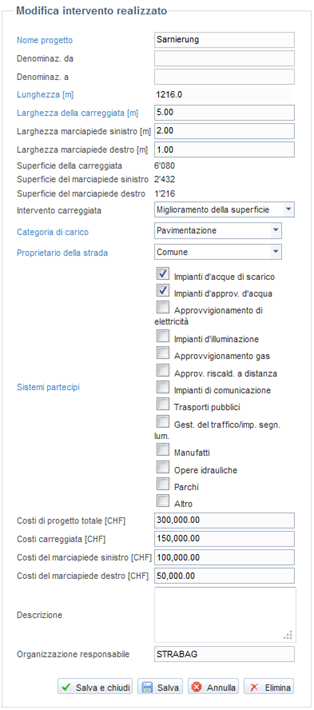 Modifica intervento realizzato
Nome progetto Sarnierung
Denominaz. da
Denominaz. a
Lunghezza [m] 1216.0
Larghezza della carreggiata [m] 5.00
Larghezza marciapiede sinistro [m] 2.00
Larghezza marciapiede destro [m] 1.00
Superficie della carreggiata 6'080
Superficie del marciapiede sinistro 2'432
Superficie del marciapiede destro 1'216
Intervento carreggiata Miglioramento della superficie
Categoria di carico Pavimentazione
Proprietario della strada Comune
Sistemi partecipi
Impianti d'acque di scarico
Impianti d'approv. d'acqua
Approvvigionamento di
elettricità
Impianti d'illuminazione
Approvvigionamento gas
Approv. riscald. a distanza
Impianti di comunicazione
Trasporti pubblici
Gest. del traffico/imp. segn.
lum.
Manufatti
Opere idrauliche
Parchi
Altro
Costi di progetto totale [CHF] 300,000.00
Costi carreggiata [CHF] 150,000.00
Costi del marciapiede sinistro [CHF] 100,000.00
Costi del marciapiede destro [CHF] 50,000.00
Descrizione
Organizzazione responsabile STRABAG
Salva e chiudi Salva Annulla Elimina